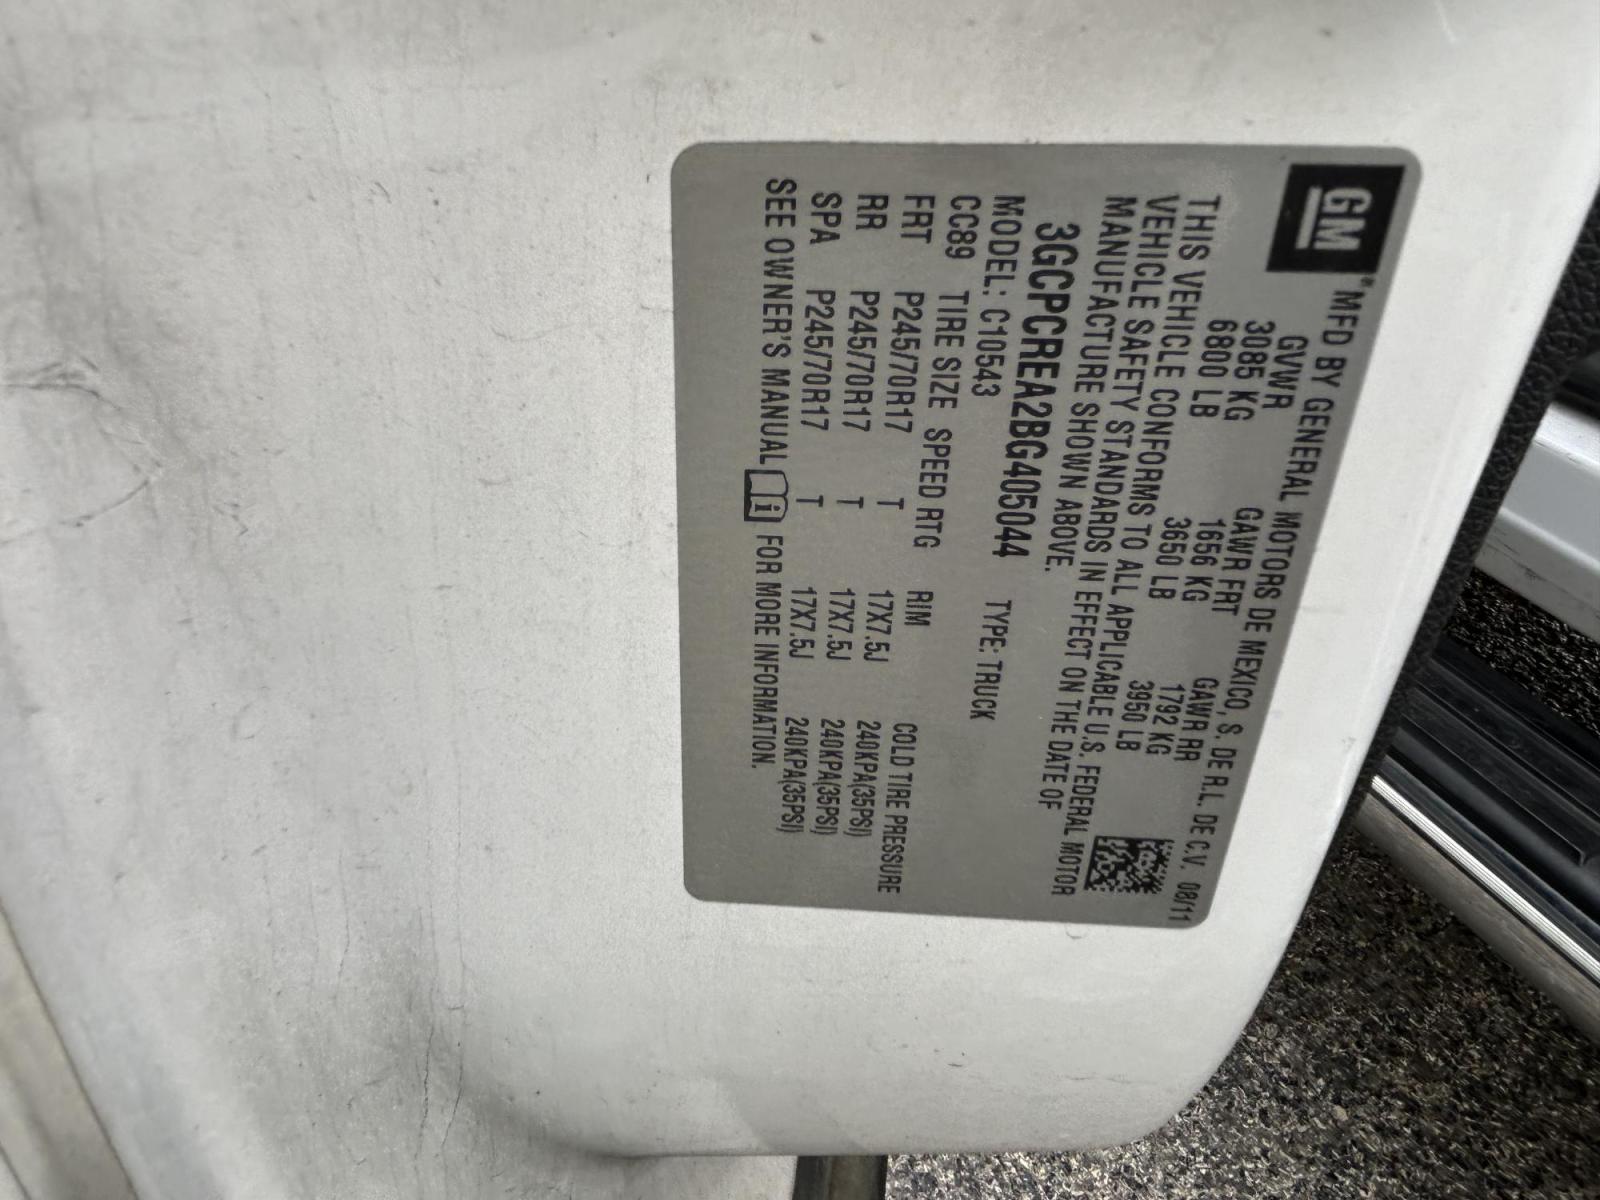 GM ®MFD BY GENERAL MOTORS DE MEXICO, S. DE R.L. DE C.V. 08/11
GVWR GAWR FRT GAWR RR
3085 KG 1656 KG 1792 KG
6800 LB 3650 LB 3950 LB
THIS VEHICLE CONFORMS TO ALL APPLICABLE U.S. FEDERAL MOTOR
VEHICLE SAFETY STANDARDS IN EFFECT ON THE DATE OF
MANUFACTURE SHOWN ABOVE.
3GCPCREA2BG405044 TYPE: TRUCK
MODEL: C10543
CC89 TIRE SIZE SPEED RTG RIM COLD TIRE PRESSURE
FRT P245/70R17 T 17X7.5J 240KPA(35PSI)
RR P245/70R17 T 17X7.5J 240KPA(35PSI)
SPA P245/70R17 T 17X7.5J 240KPA(35PSI)
SEE OWNER'S MANUAL i FOR MORE INFORMATION.